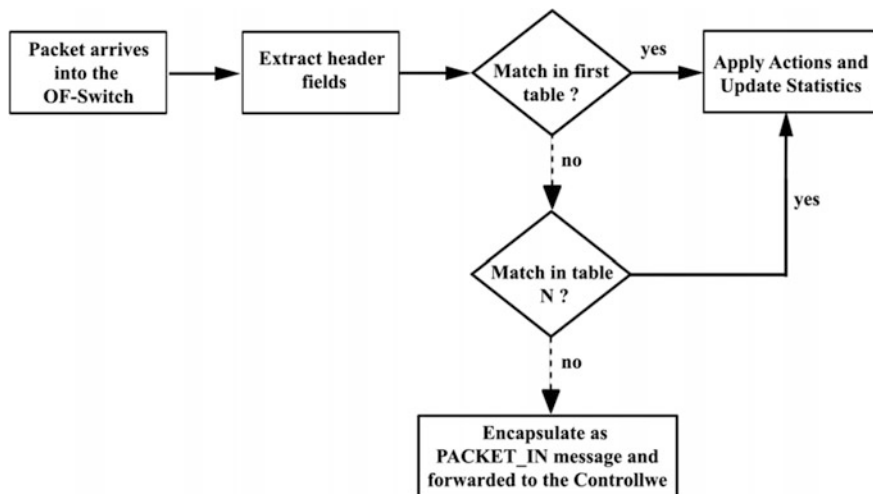 Packet arrives
into the
OF-Switch
Extract header
fields
Match in first
table ?
yes
Apply Actions and
Update Statistics
no
yes
Match in table
N ?
no
Encapsulate as
PACKET_IN message and
forwarded to the Controllwe